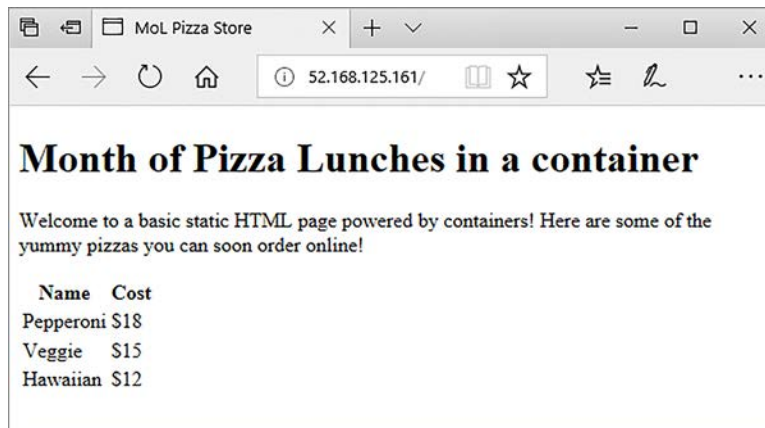 MoL Pizza Store
52.168.125.161/
Month of Pizza Lunches in a container
Welcome to a basic static HTML page powered by containers! Here are some of the
yummy pizzas you can soon order online!
Name Cost
Pepperoni $18
Veggie $15
Hawaiian $12